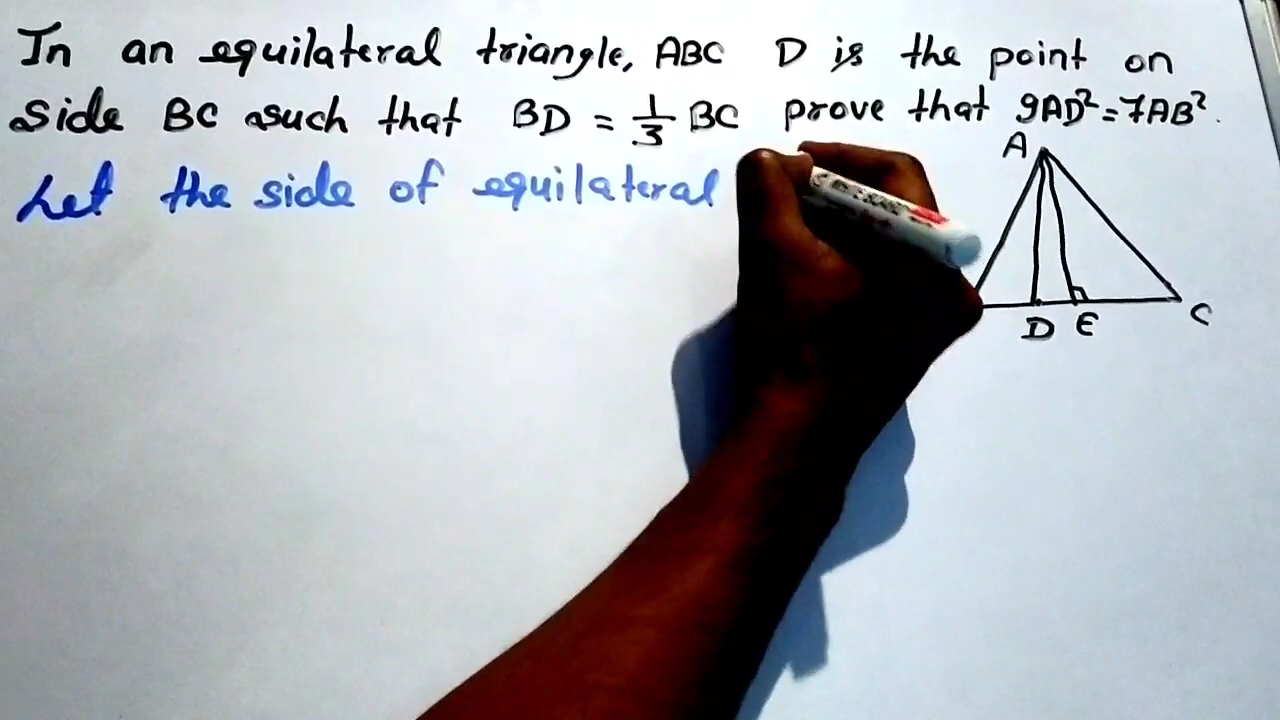 In an equilateral triangle, ABC D is the point on
side BC such that BD = 1/3 BC prove that 9AD²=7AB².
Let the side of equilateral
A
D E C